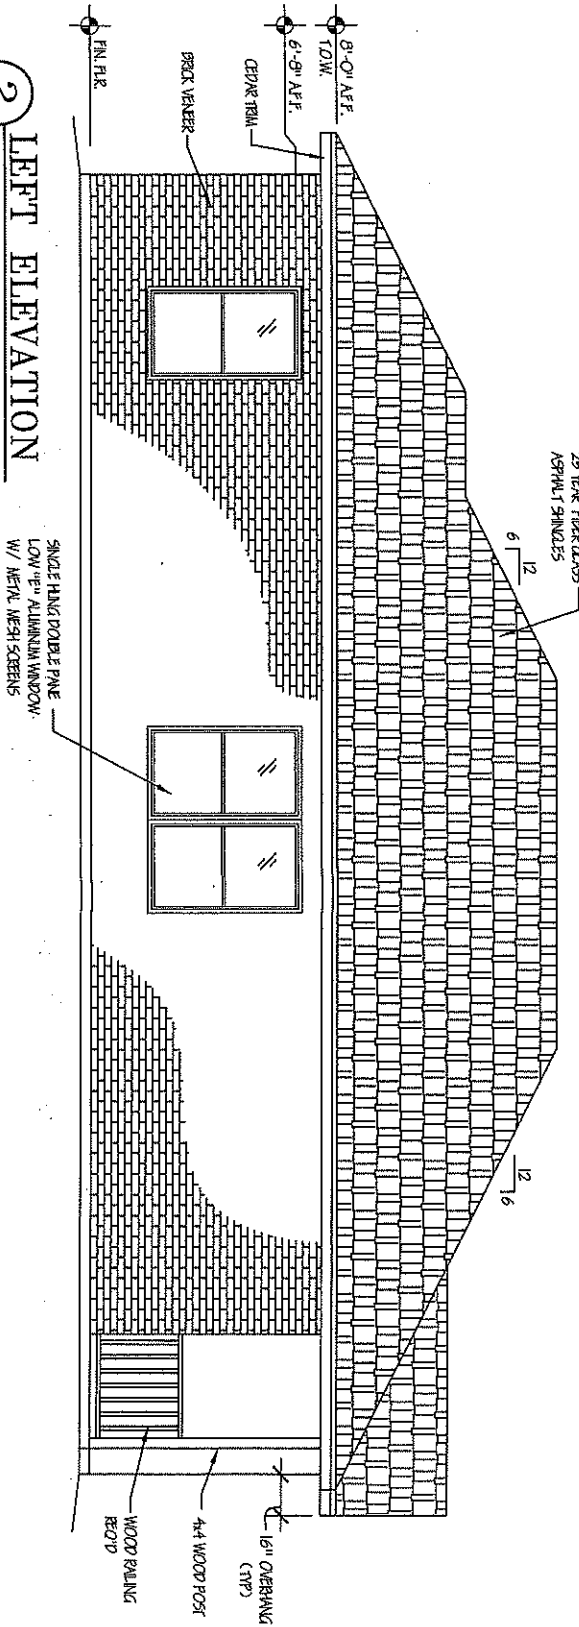 8'-0" A.F.F.
T.O.W.
6'-8" A.F.F.
CEDAR TRIM
BRICK VENEER
FIN. FLR.
ASPHALT SHINGLES
12
6
12
6
16" OVERHANG
(TYP)
4x4 WOOD POST
WOOD RAILING
REQ'D
SINGLE HUNG DOUBLE PANE
LOW "E" ALUMINUM WINDOW
W/ METAL MESH SCREENS
2
LEFT ELEVATION